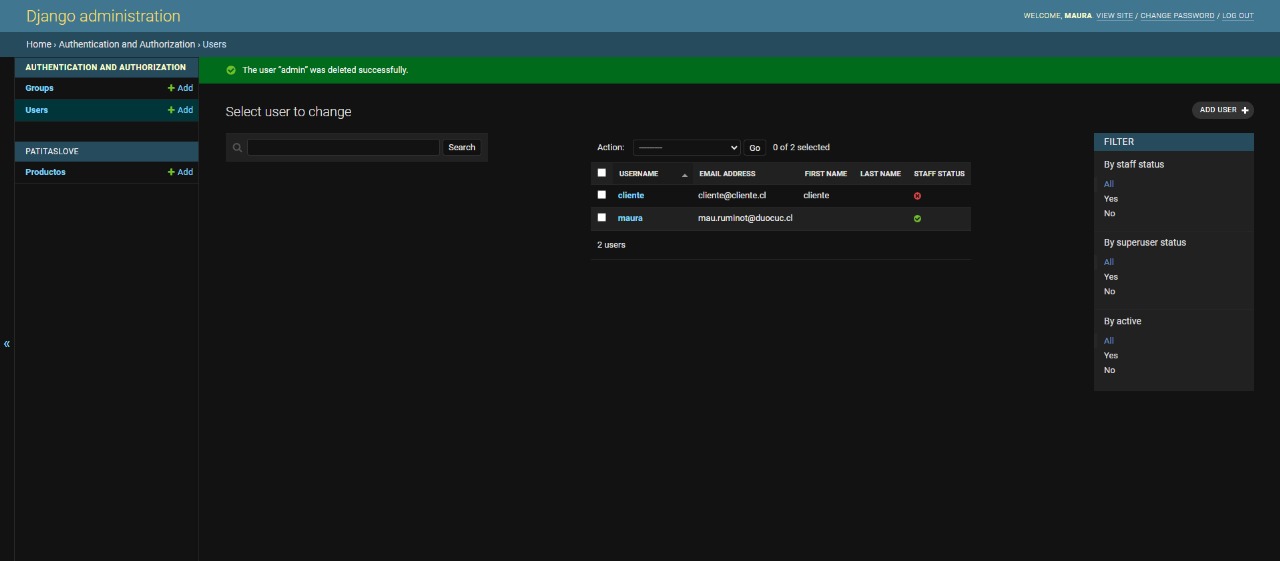 Django administration
WELCOME, MAURA. VIEW SITE / CHANGE PASSWORD / LOG OUT
Home › Authentication and Authorization › Users
AUTHENTICATION AND AUTHORIZATION
Groups + Add
Users + Add
PATITASLOVE
Productos + Add
«
The user “admin” was deleted successfully.
Select user to change
ADD USER +
Search
Action: --------- Go 0 of 2 selected
USERNAME EMAIL ADDRESS FIRST NAME LAST NAME STAFF STATUS
cliente cliente@cliente.cl cliente
maura mau.ruminot@duocuc.cl
2 users
FILTER
By staff status
All
Yes
No
By superuser status
All
Yes
No
By active
All
Yes
No